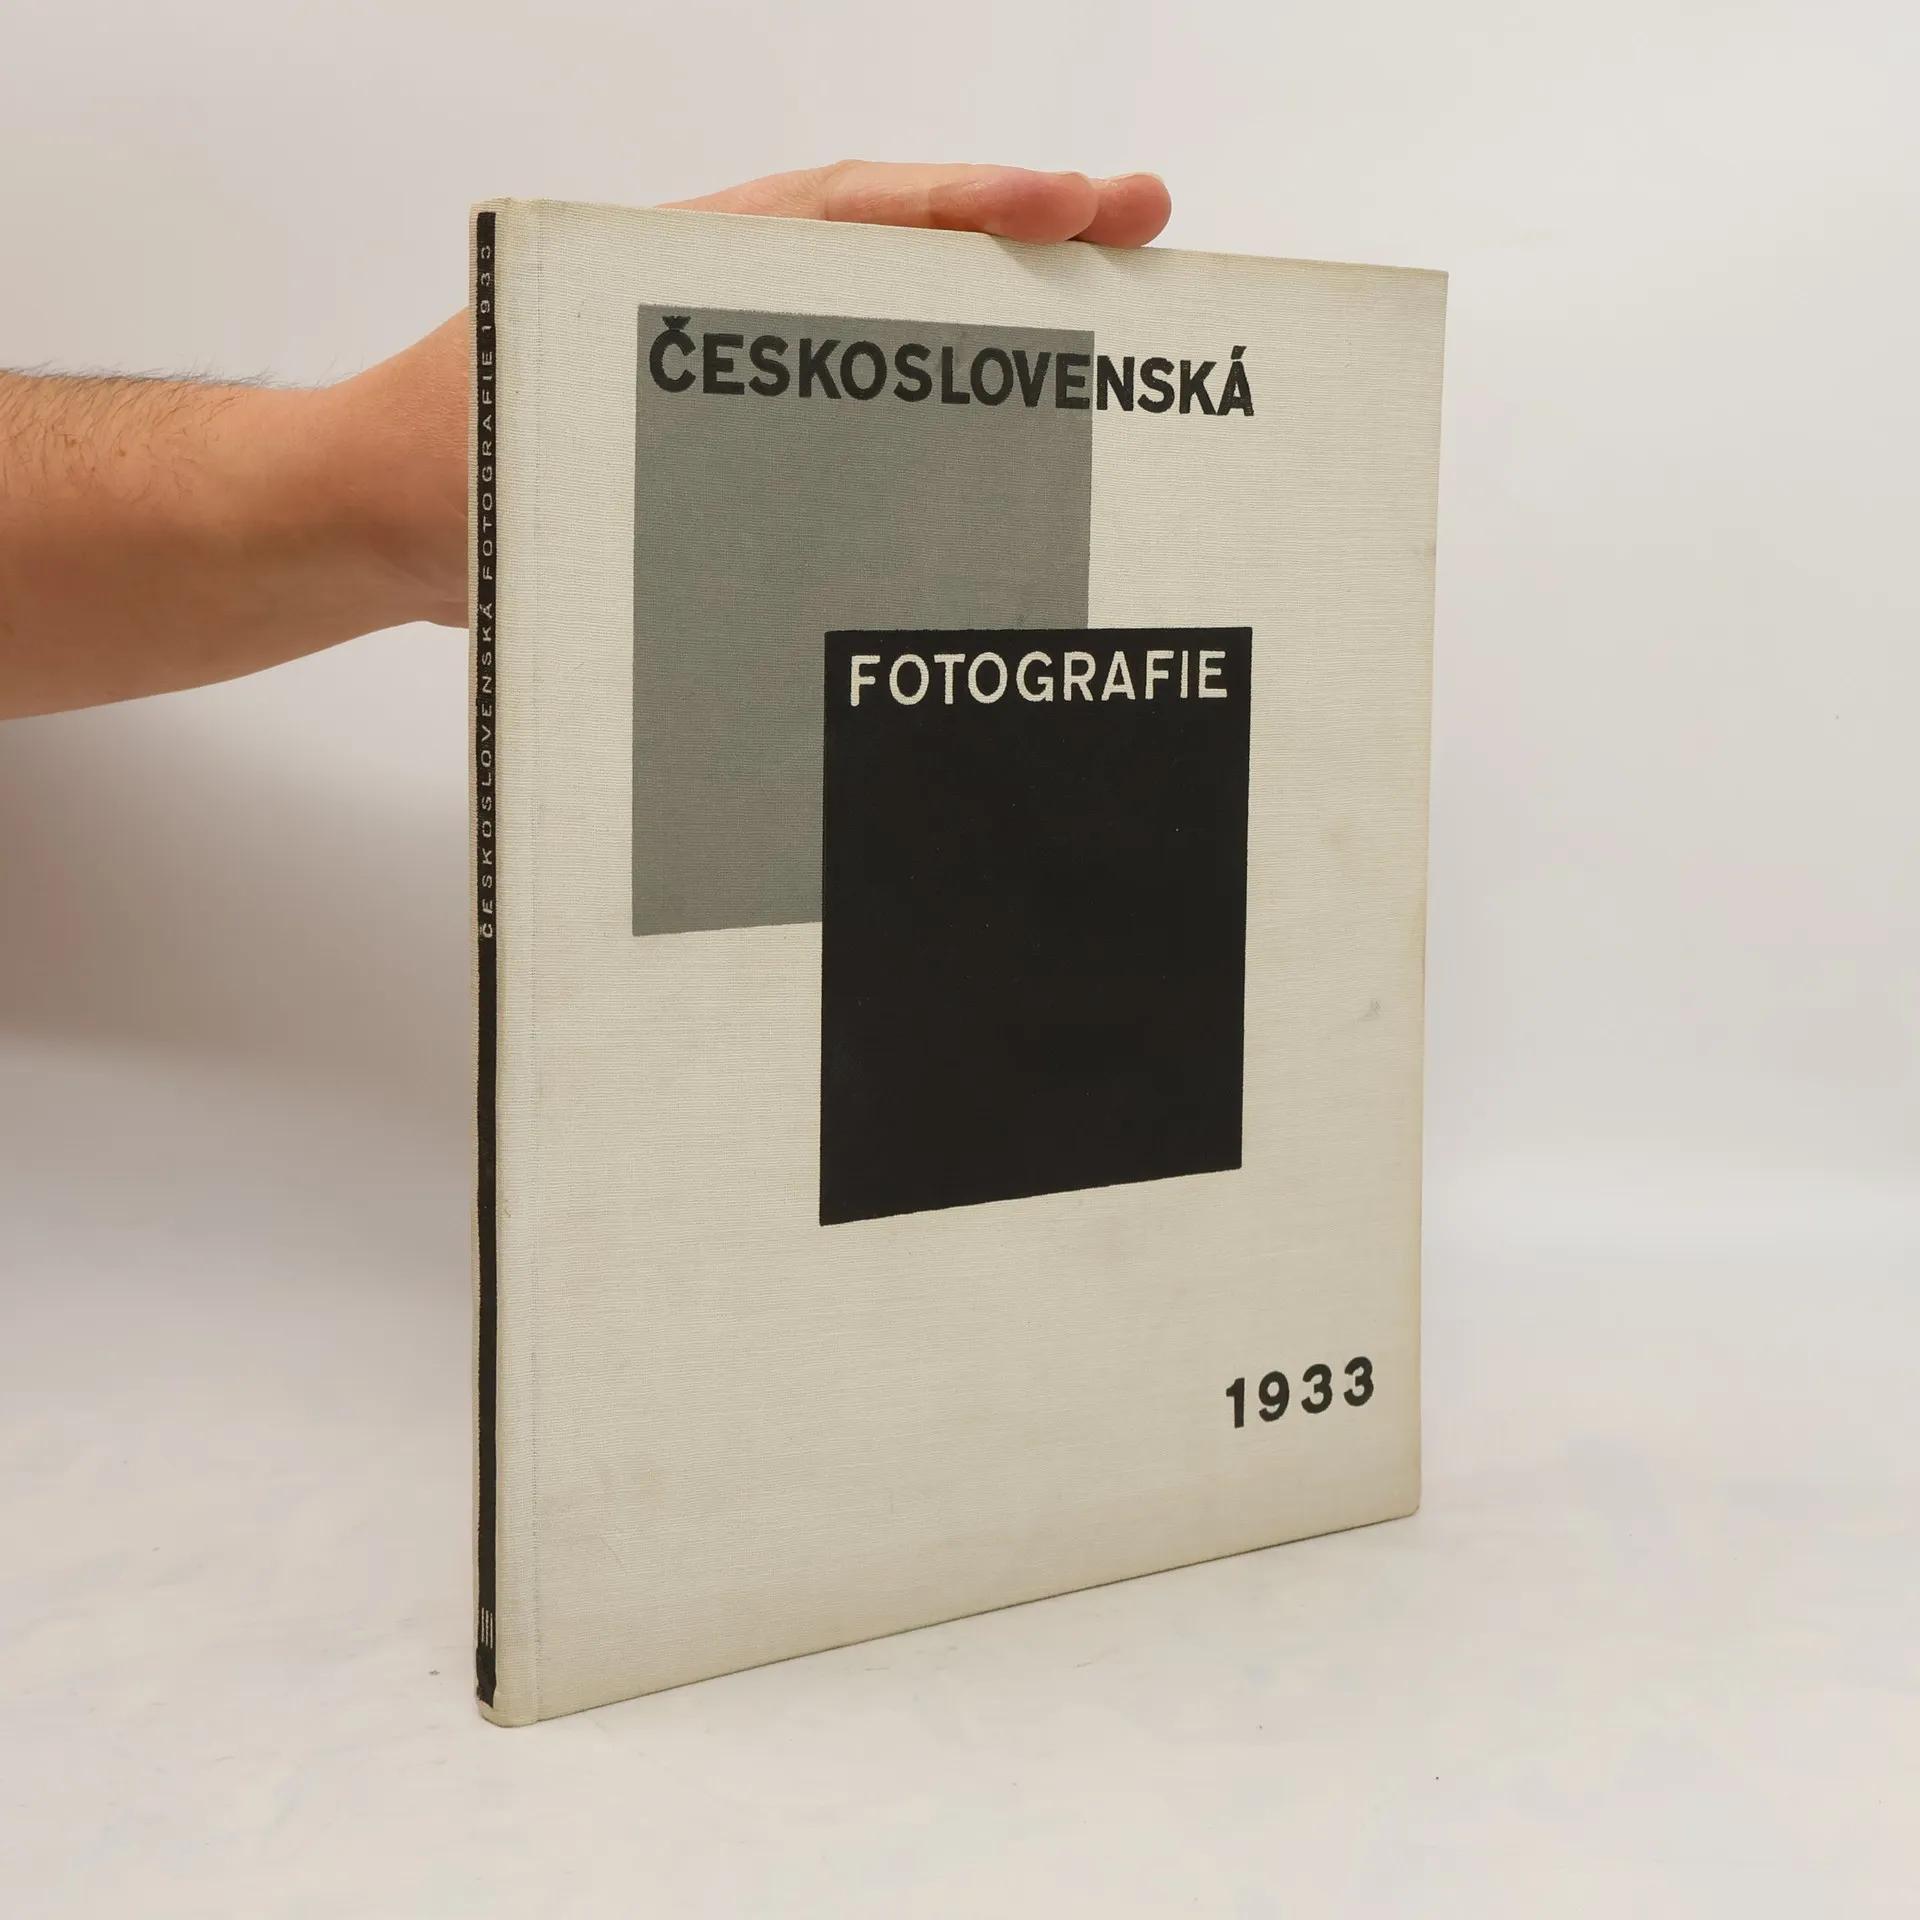 ČESKOSLOVENSKÁ
FOTOGRAFIE
1933
ČESKOSLOVENSKÁ FOTOGRAFIE 1933